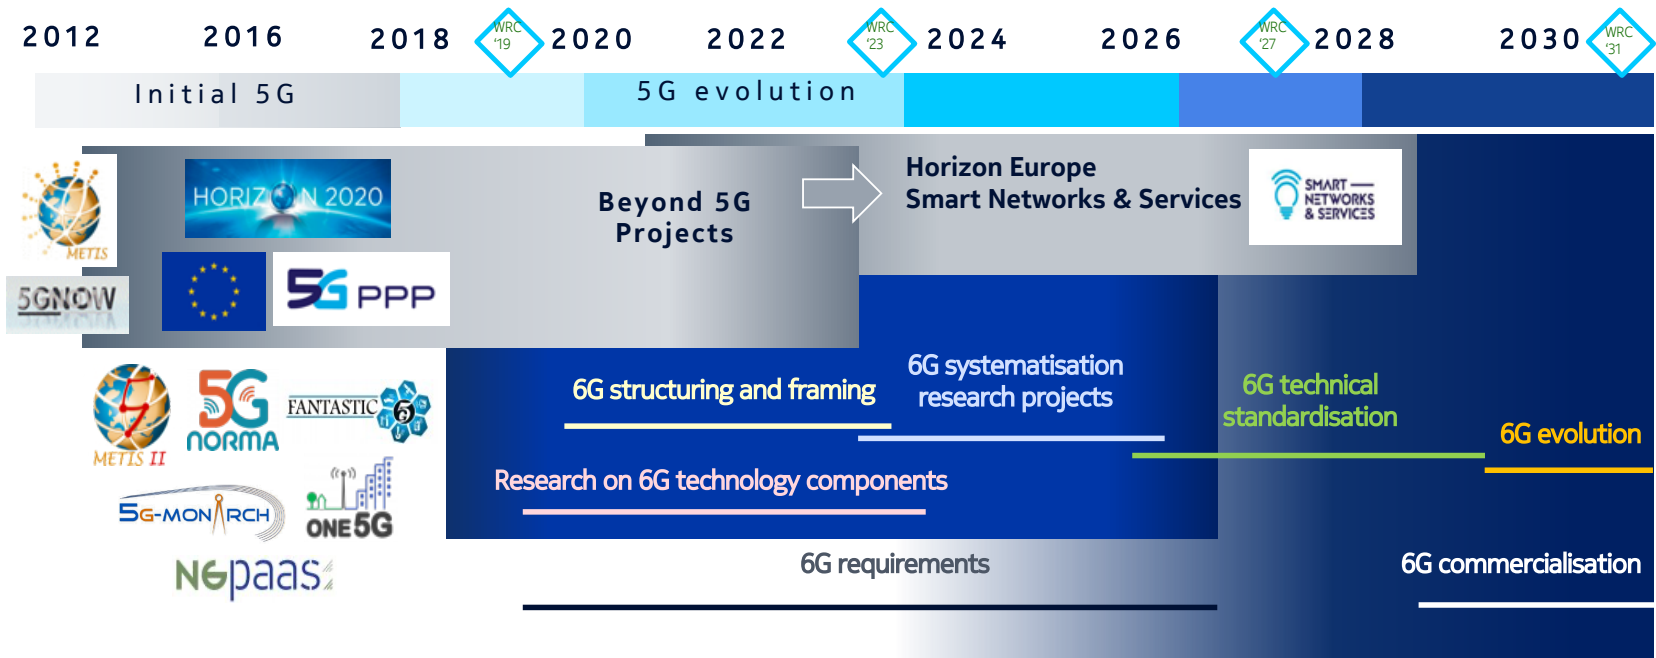 2012
2016
2018
WRC
‘19
2020
2022
WRC
‘23
2024
2026
WRC
‘27
2028
2030
WRC
‘31
Initial 5G
5G evolution
METIS
HORIZON 2020
Beyond 5G
Projects
Horizon Europe
Smart Networks & Services
SMART
NETWORKS
& SERVICES
5GNOW
5G PPP
6G structuring and framing
6G systematisation
research projects
6G technical
standardisation
6G evolution
5
METIS II
5G
NORMA
FANTASTIC 5G
Research on 6G technology components
5G-MONARCH
ONE5G
6G requirements
6G commercialisation
NGpaas